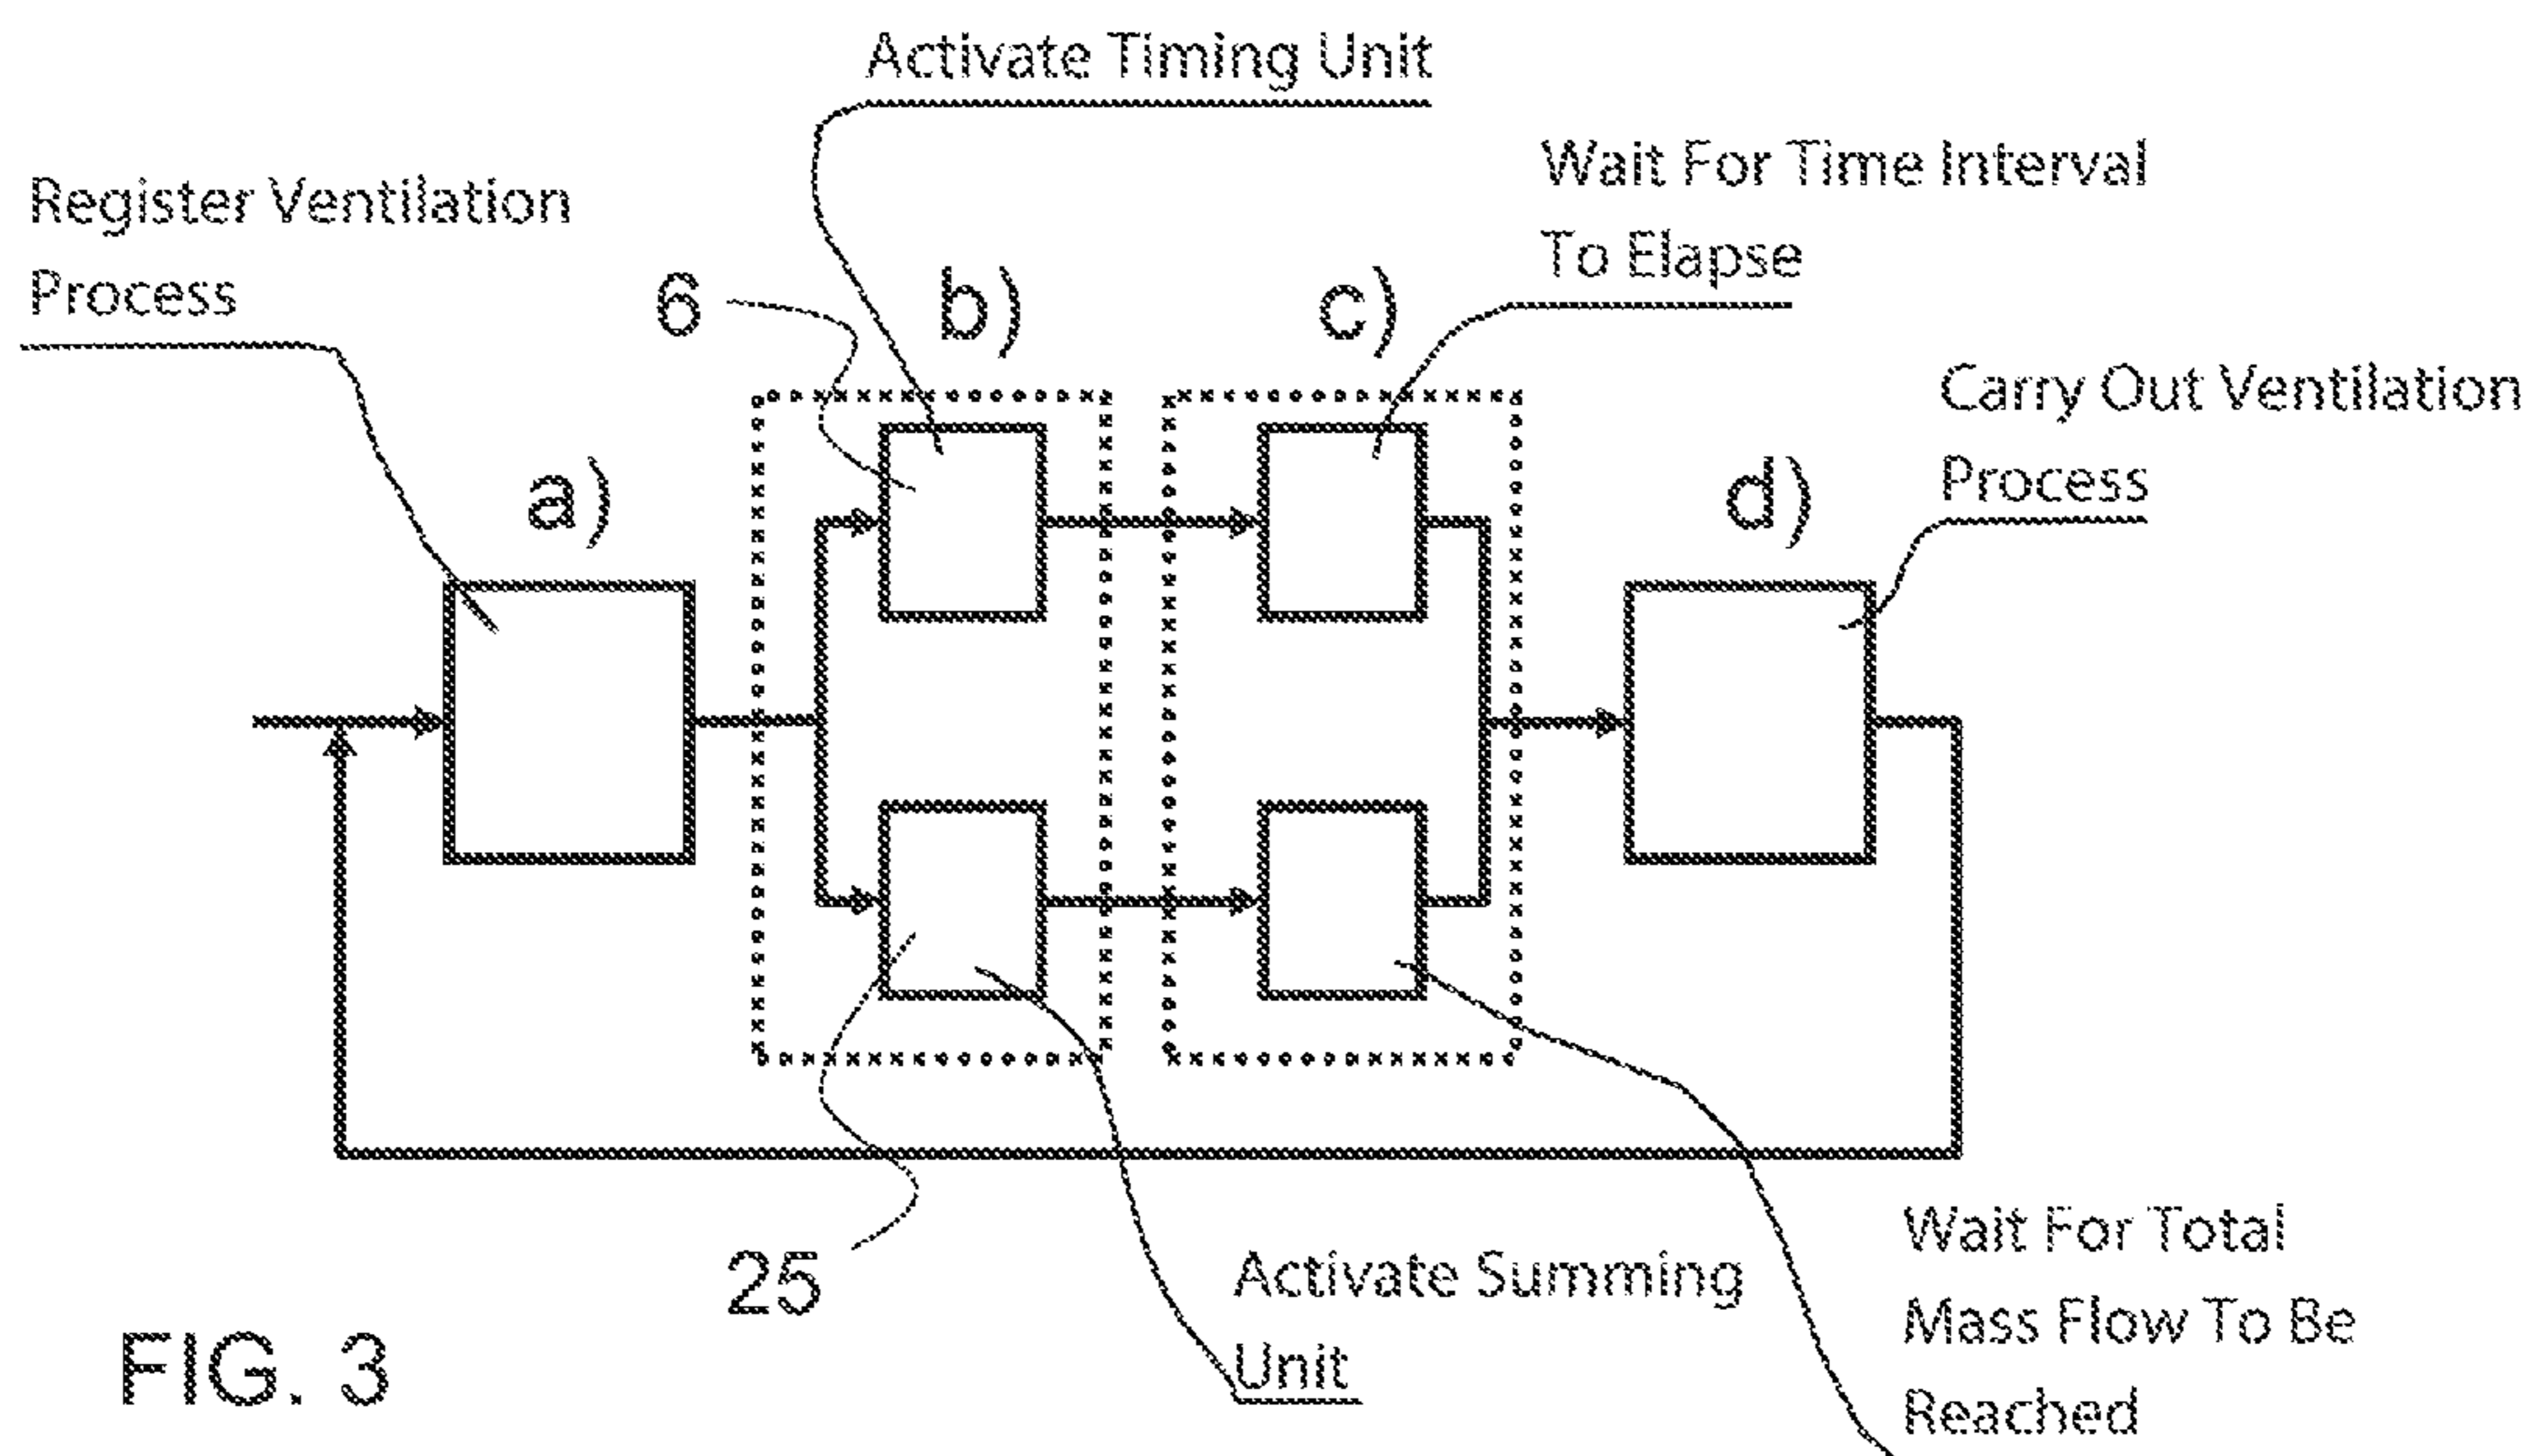 Activate Timing Unit
Wait For Time Interval
To Elapse
Register Ventilation
Process
6
b)
c)
Carry Out Ventilation
Process
a)
d)
25
Activate Summing
Unit
Wait For Total
Mass Flow To Be
Reached
FIG. 3